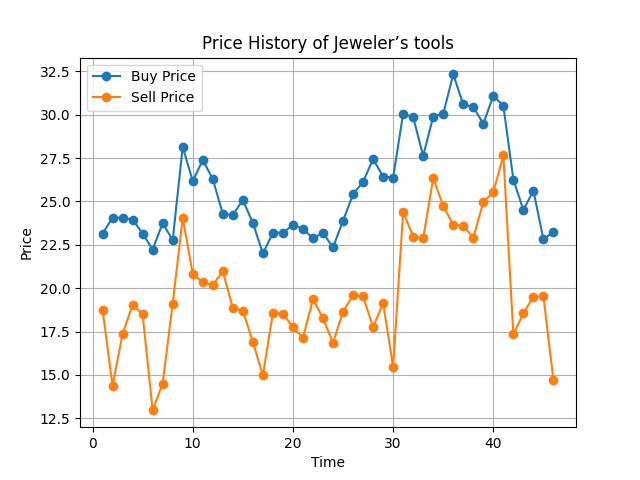 Price History of Jeweler’s tools
Buy Price
Sell Price
32.5
30.0
27.5
25.0
22.5
20.0
17.5
15.0
12.5
Price
0 10 20 30 40
Time